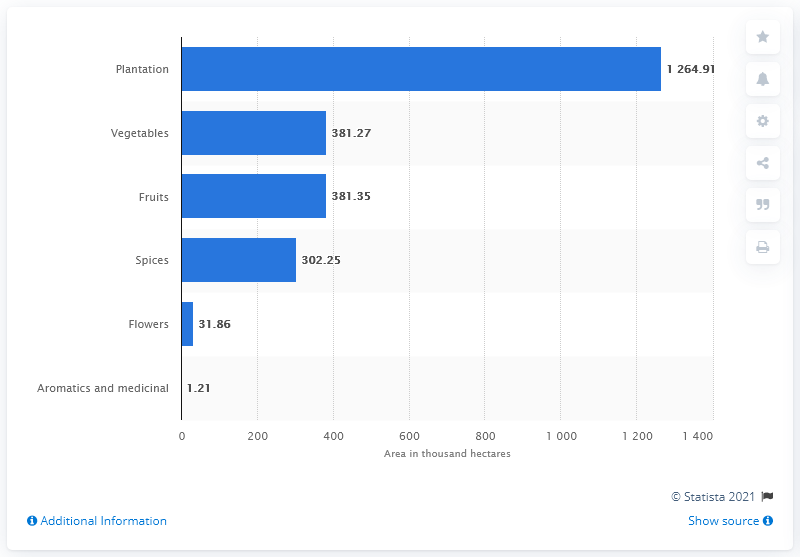 Plantation 1 264.91
Vegetables 381.27
Fruits 381.35
Spices 302.25
Flowers 31.86
Aromatics and medicinal 1.21
0 200 400 600 800 1 000 1 200 1 400
Area in thousand hectares
© Statista 2021
Additional Information Show source